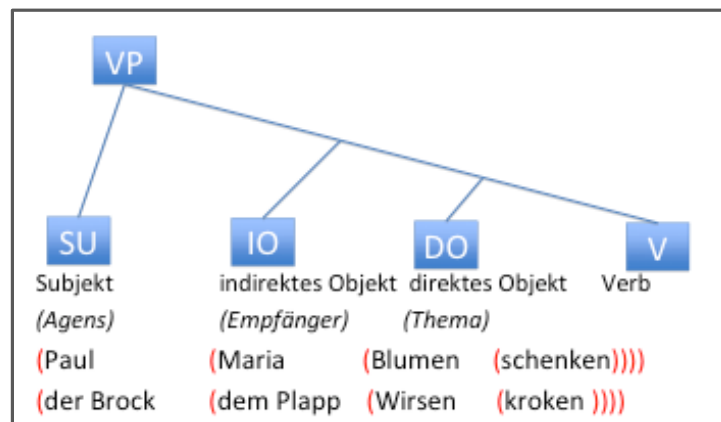 VP
SU IO DO V
Subjekt indirektes Objekt direktes Objekt Verb
(Agens) (Empfänger) (Thema)
(Paul (Maria (Blumen (schenken))))
(der Brock (dem Plapp (Wirsen (kroken ))))